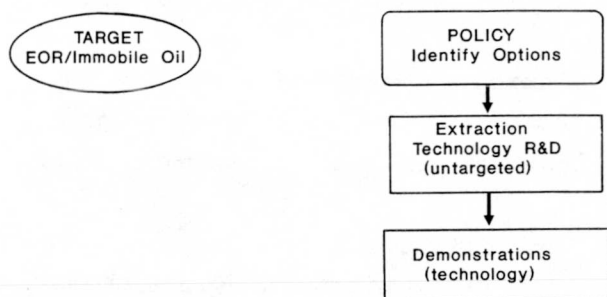 TARGET
EOR/Immobile Oil
POLICY
Identify Options
Extraction
Technology R&D
(untargeted)
Demonstrations
(technology)